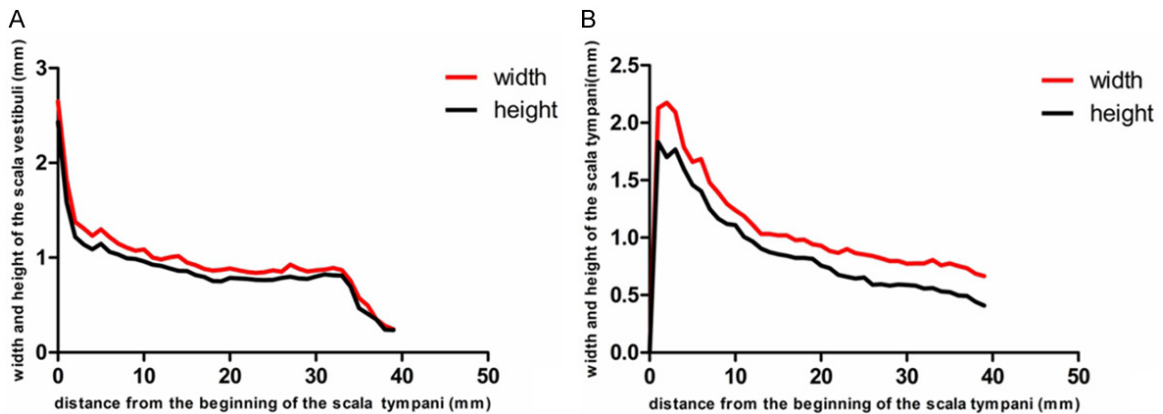 A
width and height of the scala vestibuli (mm)
3
2
1
0
0 10 20 30 40 50
distance from the beginning of the scala tympani (mm)
width
height
B
width and height of the scala tympani(mm)
2.5
2.0
1.5
1.0
0.5
0.0
0 10 20 30 40 50
distance from the beginning of the scala tympani (mm)
width
height